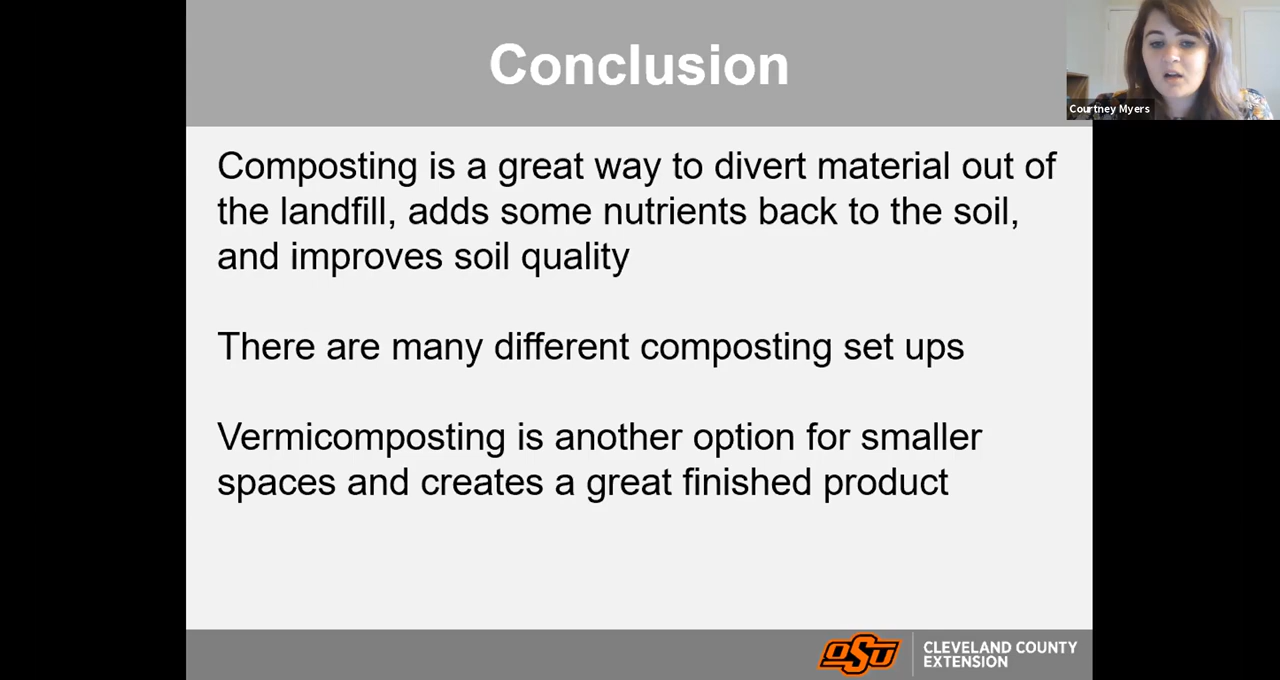 Conclusion
Courtney Myers
Composting is a great way to divert material out of
the landfill, adds some nutrients back to the soil,
and improves soil quality
There are many different composting set ups
Vermicomposting is another option for smaller
spaces and creates a great finished product
OSU
CLEVELAND COUNTY
EXTENSION